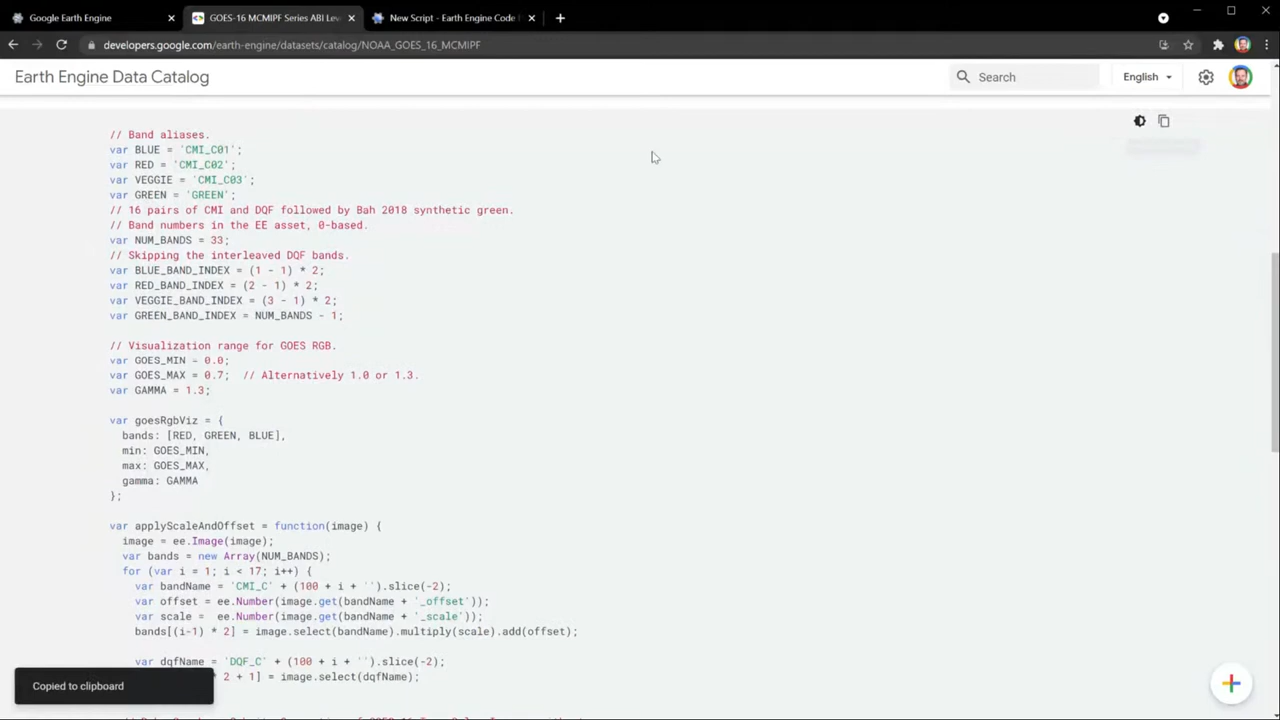 Google Earth Engine
GOES-16 MCMIPF Series ABI Lev
New Script - Earth Engine Code
developers.google.com/earth-engine/datasets/catalog/NOAA_GOES_16_MCMIPF
Earth Engine Data Catalog
Search
English
// Band aliases.
var BLUE = 'CMI_C01';
var RED = 'CMI_C02';
var VEGGIE = 'CMI_C03';
var GREEN = 'GREEN';
// 16 pairs of CMI and DQF followed by Bah 2018 synthetic green.
// Band numbers in the EE asset, 0-based.
var NUM_BANDS = 33;
// Skipping the interleaved DQF bands.
var BLUE_BAND_INDEX = (1 - 1) * 2;
var RED_BAND_INDEX = (2 - 1) * 2;
var VEGGIE_BAND_INDEX = (3 - 1) * 2;
var GREEN_BAND_INDEX = NUM_BANDS - 1;
// Visualization range for GOES RGB.
var GOES_MIN = 0.0;
var GOES_MAX = 0.7;  // Alternatively 1.0 or 1.3.
var GAMMA = 1.3;
var goesRgbViz = {
bands: [RED, GREEN, BLUE],
min: GOES_MIN,
max: GOES_MAX,
gamma: GAMMA
};
var applyScaleAndOffset = function(image) {
image = ee.Image(image);
var bands = new Array(NUM_BANDS);
for (var i = 1; i < 17; i++) {
var bandName = 'CMI_C' + (100 + i + '').slice(-2);
var offset = ee.Number(image.get(bandName + '_offset'));
var scale =  ee.Number(image.get(bandName + '_scale'));
bands[(i-1) * 2] = image.select(bandName).multiply(scale).add(offset);
var dqfName = 'DQF_C' + (100 + i + '').slice(-2);
* 2 + 1] = image.select(dqfName);
Copied to clipboard